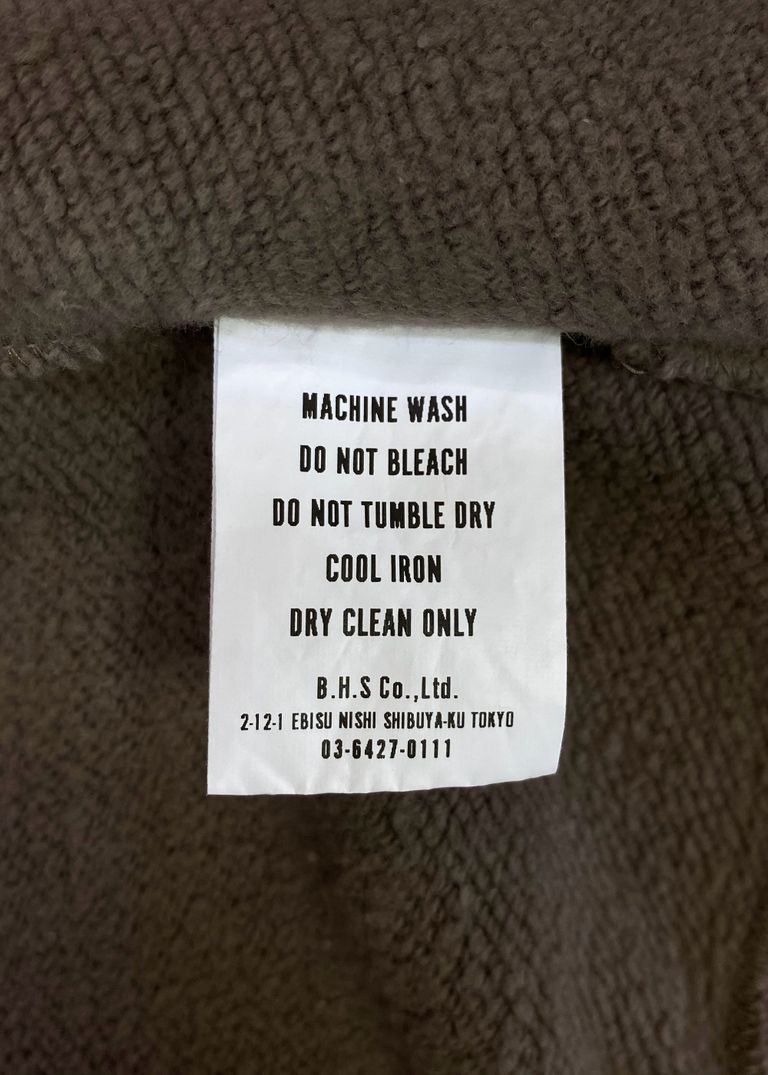 MACHINE WASH
DO NOT BLEACH
DO NOT TUMBLE DRY
COOL IRON
DRY CLEAN ONLY
B.H.S Co.,Ltd.
2-12-1 EBISU NISHI SHIBUYA-KU TOKYO
03-6427-0111